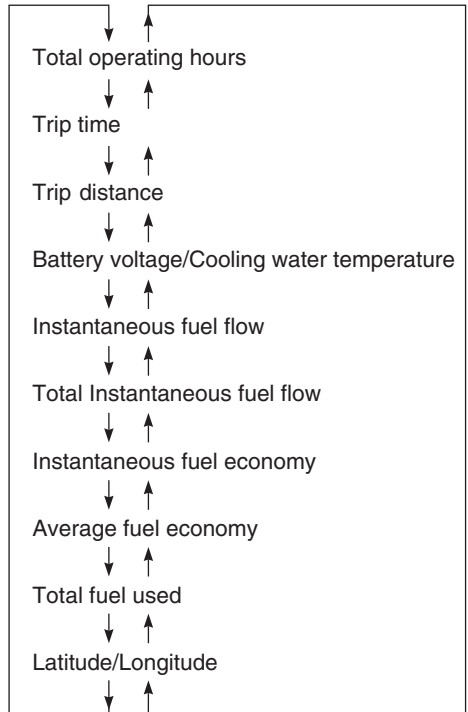 Total operating hours
Trip time
Trip distance
Battery voltage/Cooling water temperature
Instantaneous fuel flow
Total Instantaneous fuel flow
Instantaneous fuel economy
Average fuel economy
Total fuel used
Latitude/Longitude